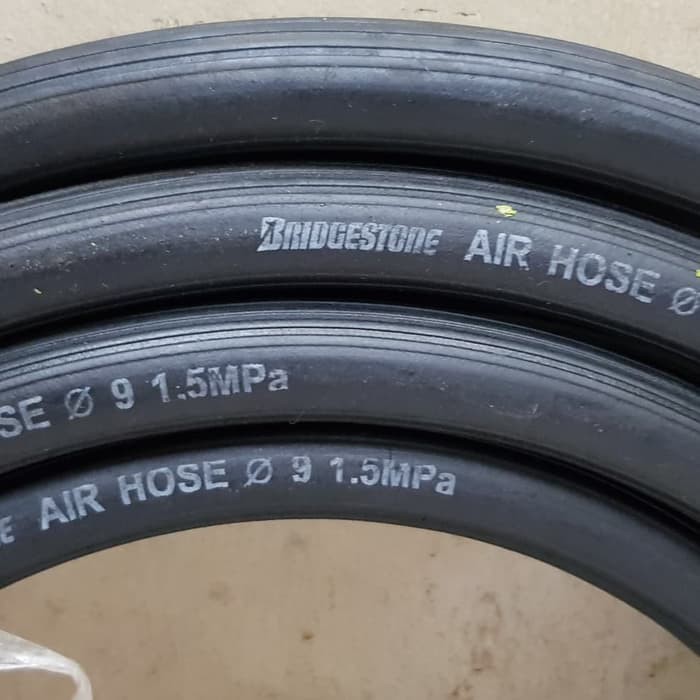 BRIDGESTONE AIR HOSE Ø
SE Ø 9 1.5MPa
E AIR HOSE Ø 9 1.5MPa